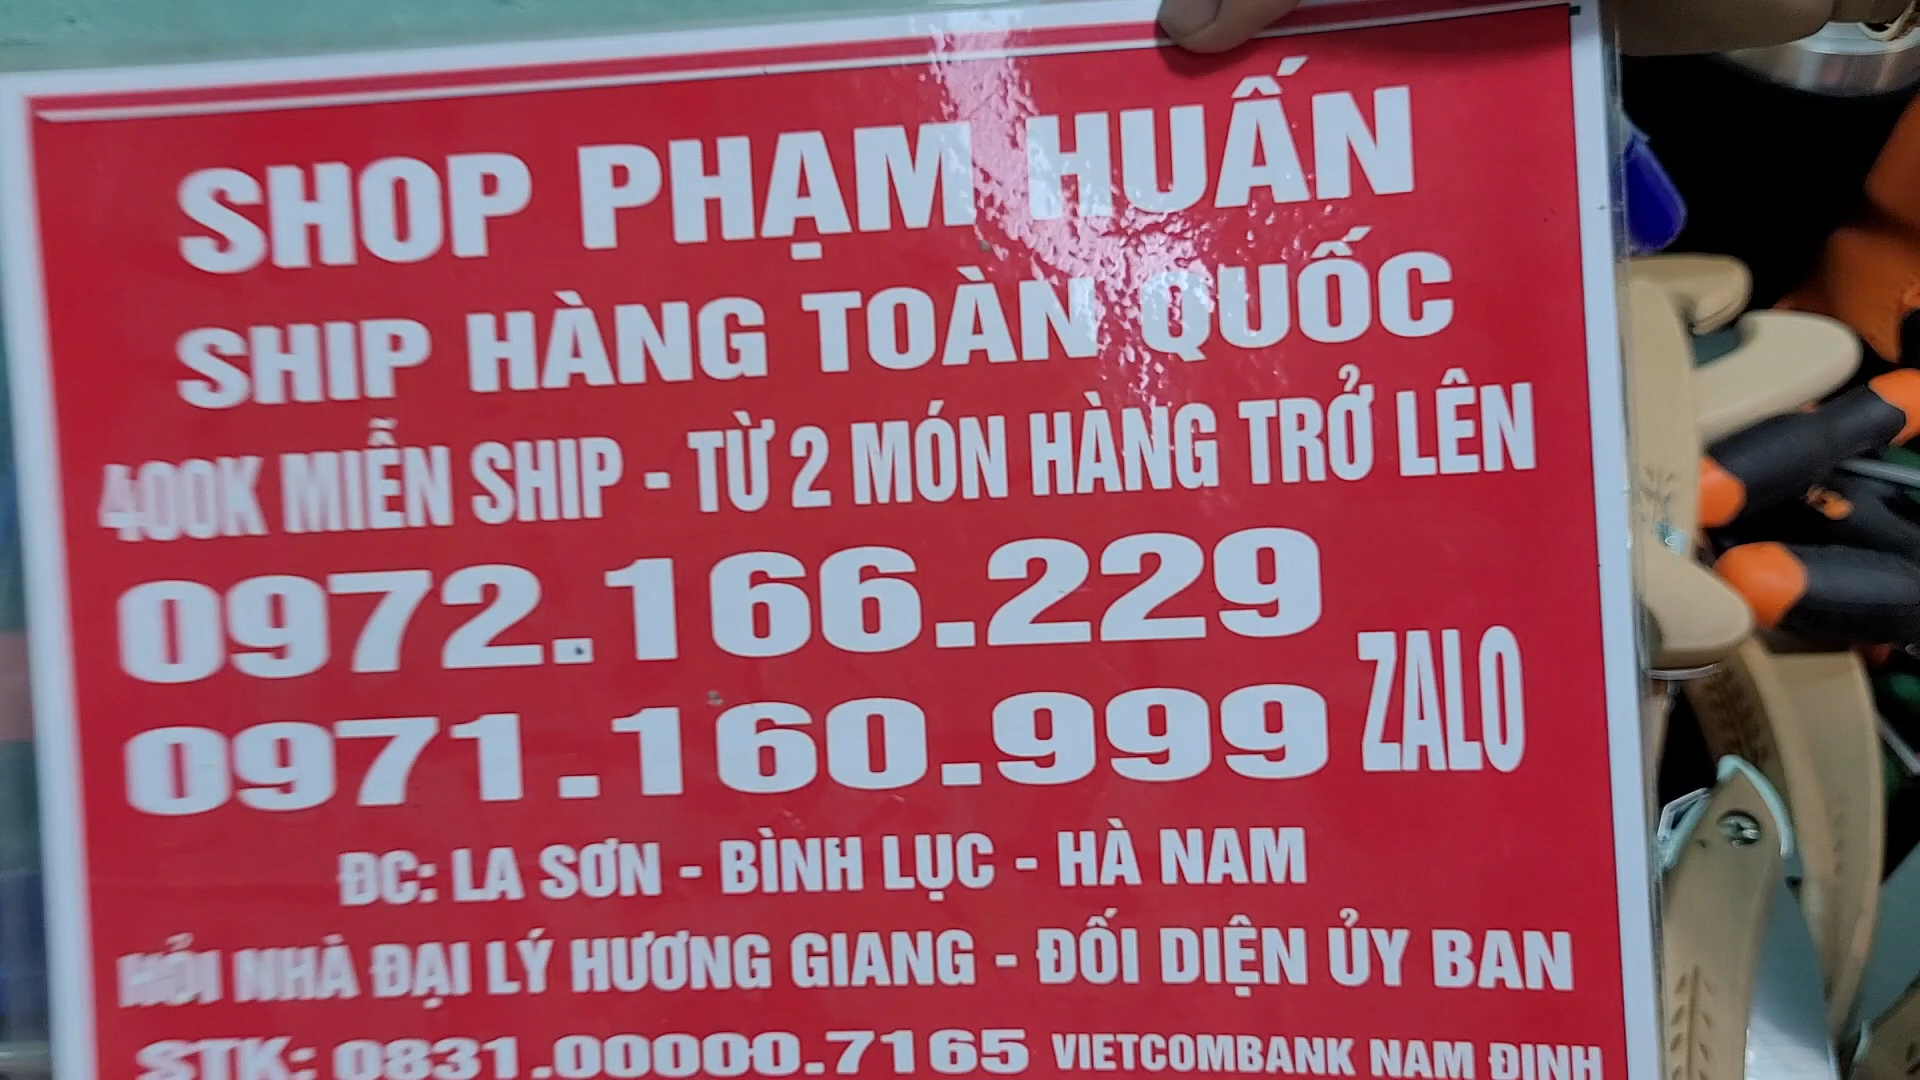 SHOP PHẠM HUẤN
SHIP HÀNG TOÀN QUỐC
400K MIỄN SHIP - TỪ 2 MÓN HÀNG TRỞ LÊN
0972.166.229
0971.160.999 ZALO
ĐC: LA SƠN - BÌNH LỤC - HÀ NAM
HỎI NHÀ ĐẠI LÝ HƯƠNG GIANG - ĐỐI DIỆN ỦY BAN
STK: 0831.00000.7165 VIETCOMBANK NAM ĐỊNH